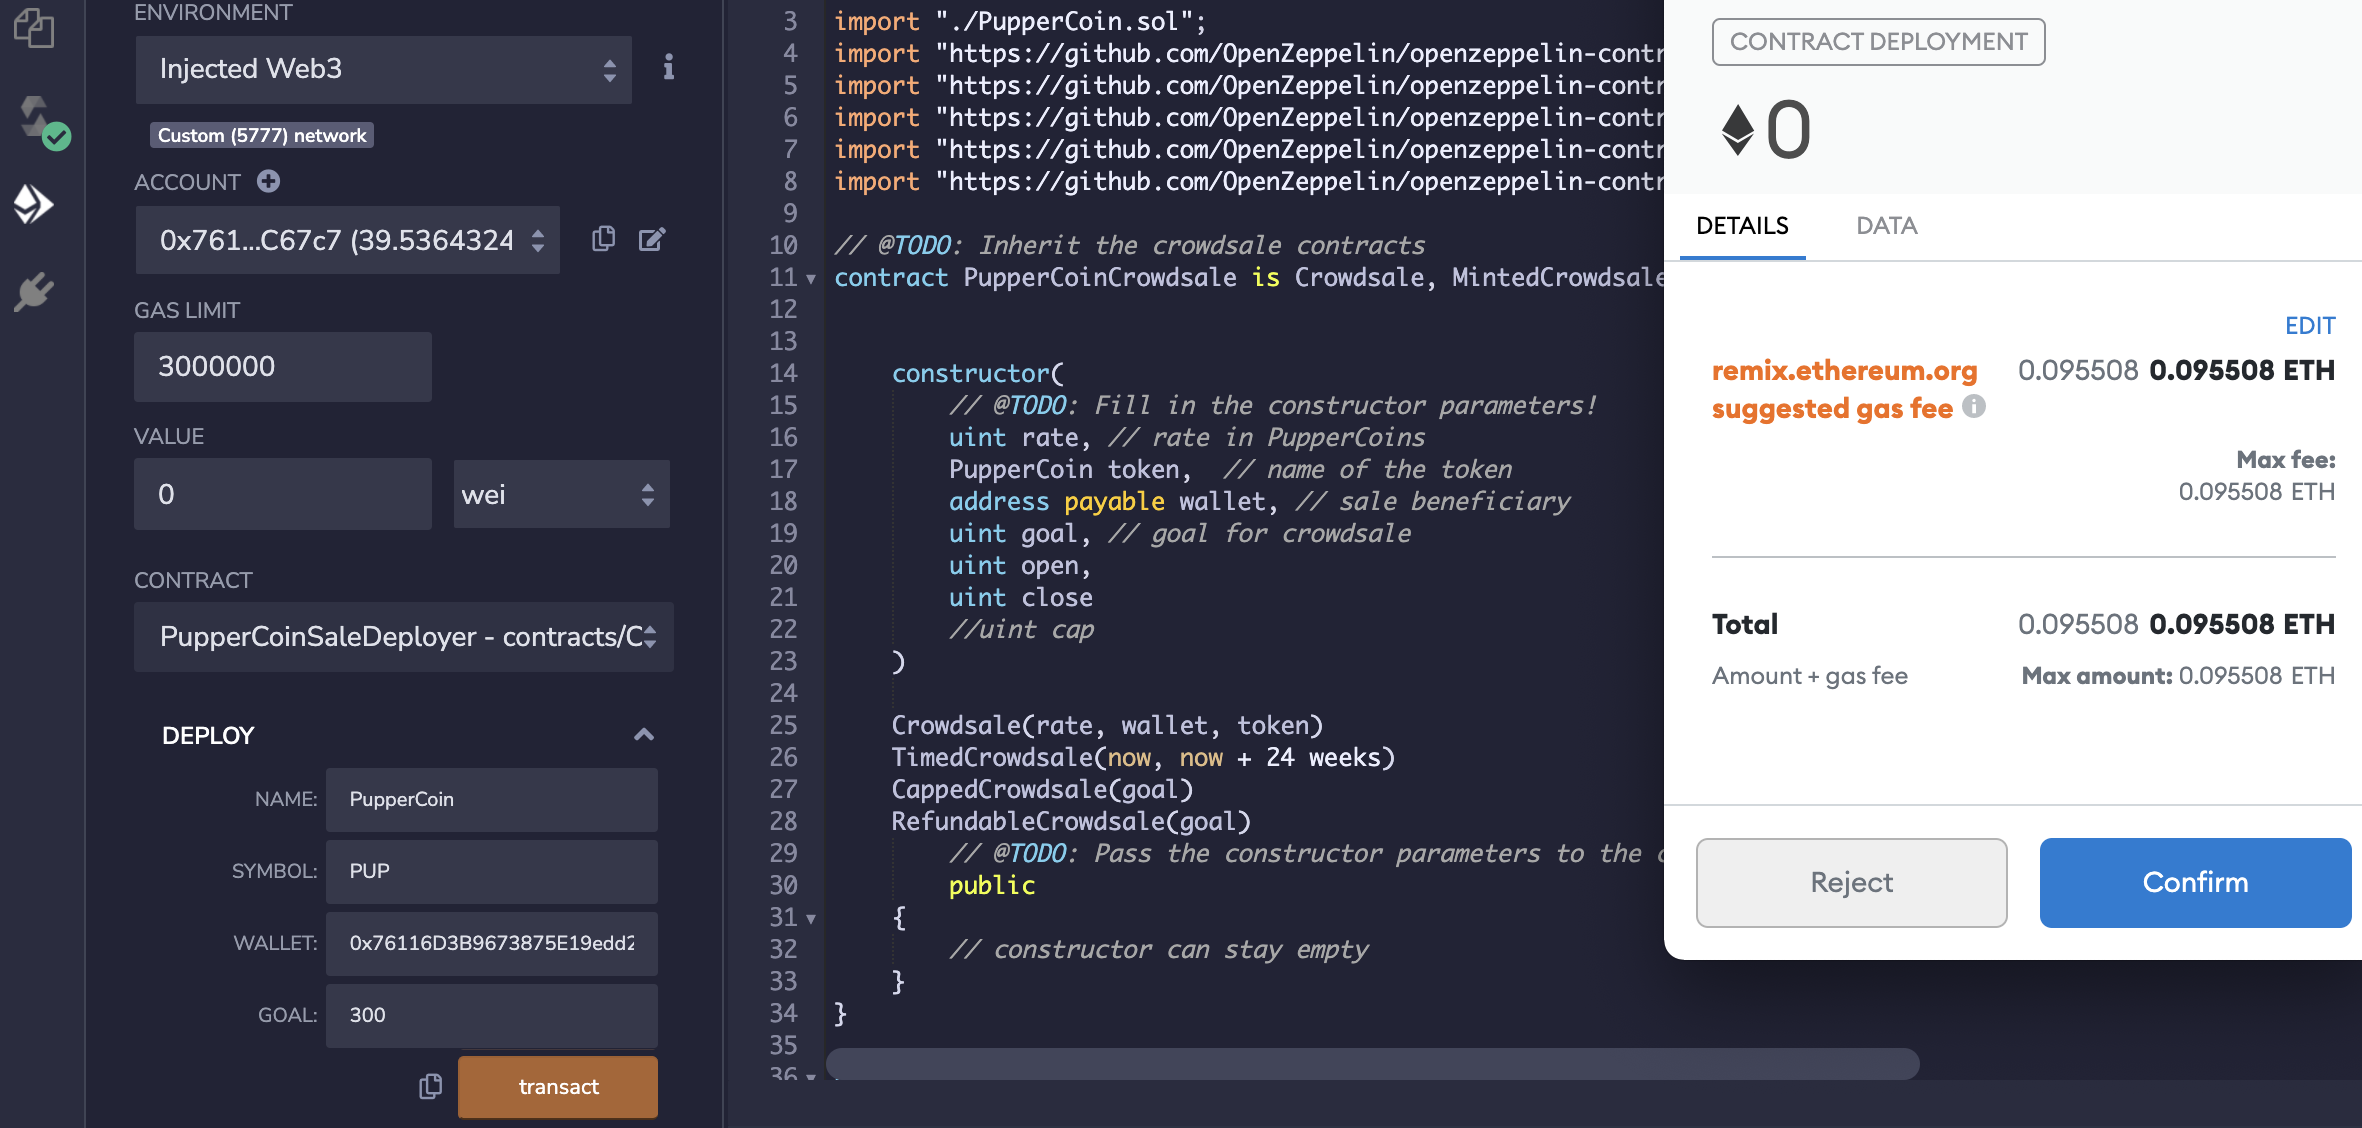 ENVIRONMENT
Injected Web3
Custom (5777) network
ACCOUNT
0x761...C67c7 (39.5364324
GAS LIMIT
3000000
VALUE
0
wei
CONTRACT
PupperCoinSaleDeployer - contracts/C
DEPLOY
NAME: PupperCoin
SYMBOL: PUP
WALLET: 0x76116D3B9673875E19edd2
GOAL: 300
transact
3 import "./PupperCoin.sol";
4 import "https://github.com/OpenZeppelin/openzeppelin-contr
5 import "https://github.com/OpenZeppelin/openzeppelin-contr
6 import "https://github.com/OpenZeppelin/openzeppelin-contr
7 import "https://github.com/OpenZeppelin/openzeppelin-contr
8 import "https://github.com/OpenZeppelin/openzeppelin-contr
9
10 // @TODO: Inherit the crowdsale contracts
11 contract PupperCoinCrowdsale is Crowdsale, MintedCrowdsale
12
13
14 constructor(
15 // @TODO: Fill in the constructor parameters!
16 uint rate, // rate in PupperCoins
17 PupperCoin token,  // name of the token
18 address payable wallet, // sale beneficiary
19 uint goal, // goal for crowdsale
20 uint open,
21 uint close
22 //uint cap
23 )
24
25 Crowdsale(rate, wallet, token)
26 TimedCrowdsale(now, now + 24 weeks)
27 CappedCrowdsale(goal)
28 RefundableCrowdsale(goal)
29 // @TODO: Pass the constructor parameters to the c
30 public
31 {
32 // constructor can stay empty
33 }
34 }
35
36
CONTRACT DEPLOYMENT
0
DETAILS DATA
EDIT
remix.ethereum.org 0.095508 0.095508 ETH
suggested gas fee
Max fee:
0.095508 ETH
Total 0.095508 0.095508 ETH
Amount + gas fee Max amount: 0.095508 ETH
Reject Confirm